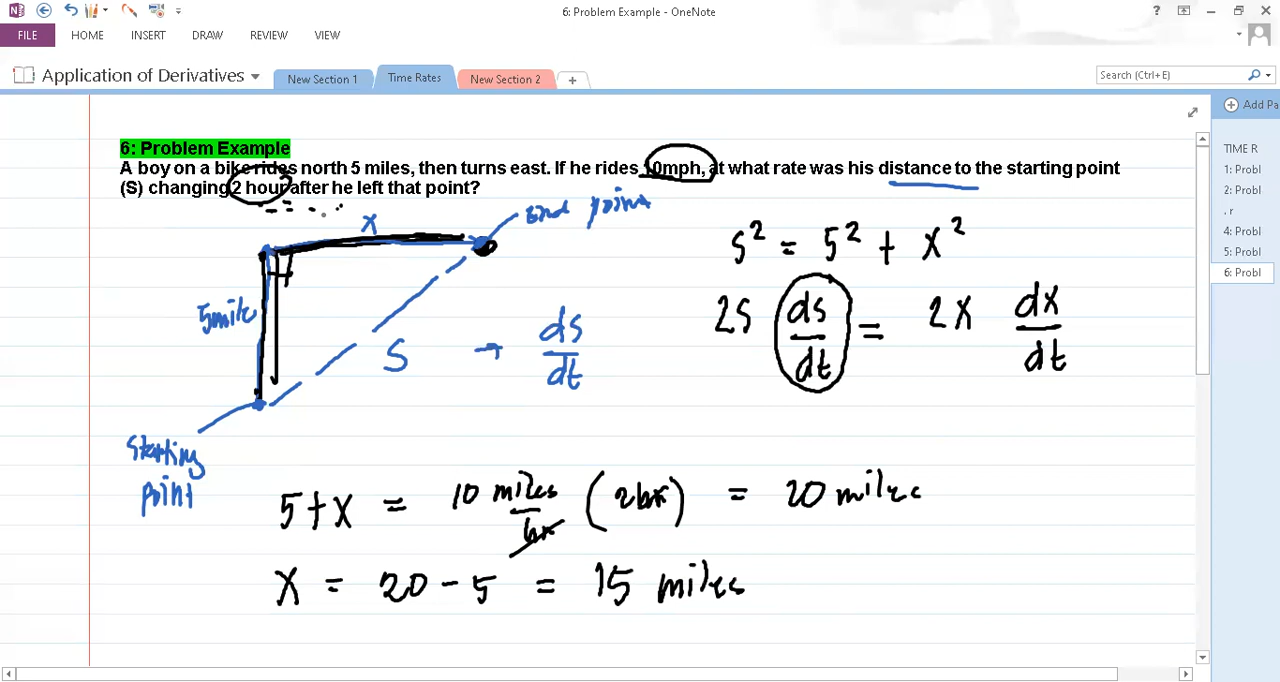 6: Problem Example - OneNote
?
FILE HOME INSERT DRAW REVIEW VIEW
Application of Derivatives New Section 1 Time Rates New Section 2 + Search (Ctrl+E)
Add Pa
TIME R
1: Probl
2: Probl
. r
4: Probl
5: Probl
6: Probl
6: Problem Example
A boy on a bike rides north 5 miles, then turns east. If he rides 10mph, at what rate was his distance to the starting point
(S) changing 2 hour after he left that point?
x
End point
5 mile
S → ds/dt
Starting
point
S² = 5² + x²
2S ds/dt = 2x dx/dt
5 + x = 10 miles/hr (2hr) = 20 miles
x = 20 - 5 = 15 miles